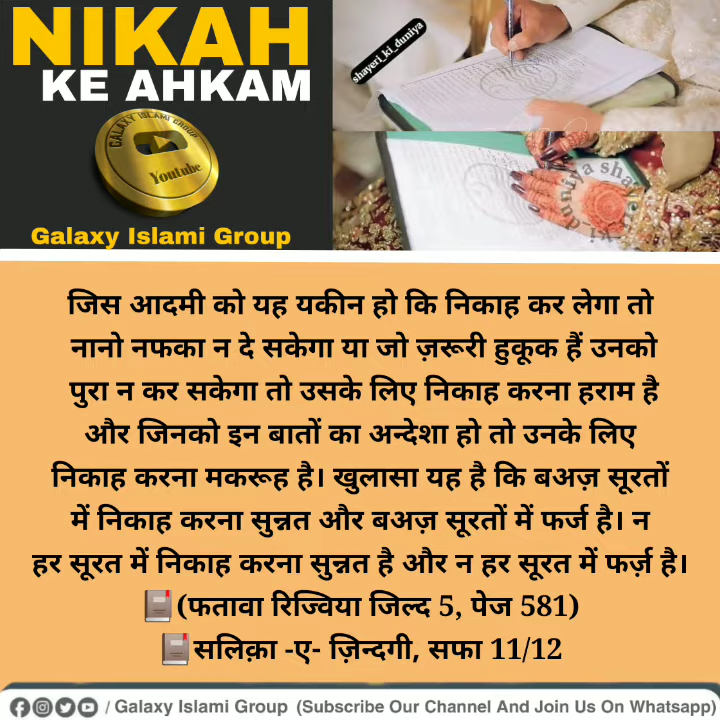 NIKAH
KE AHKAM
shayeri_ki_duniya
GALAXY ISLAMI GROUP
Youtube
Galaxy Islami Group
जिस आदमी को यह यकीन हो कि निकाह कर लेगा तो
नानो नफका न दे सकेगा या जो ज़रूरी हुकूक हैं उनको
पुरा न कर सकेगा तो उसके लिए निकाह करना हराम है
और जिनको इन बातों का अन्देशा हो तो उनके लिए
निकाह करना मकरूह है। खुलासा यह है कि बअज़ सूरतों
में निकाह करना सुन्नत और बअज़ सूरतों में फर्ज है। न
हर सूरत में निकाह करना सुन्नत है और न हर सूरत में फर्ज़ है।
(फतावा रिज्विया जिल्द 5, पेज 581)
सलिक़ा -ए- ज़िन्दगी, सफा 11/12
/ Galaxy Islami Group (Subscribe Our Channel And Join Us On Whatsapp)